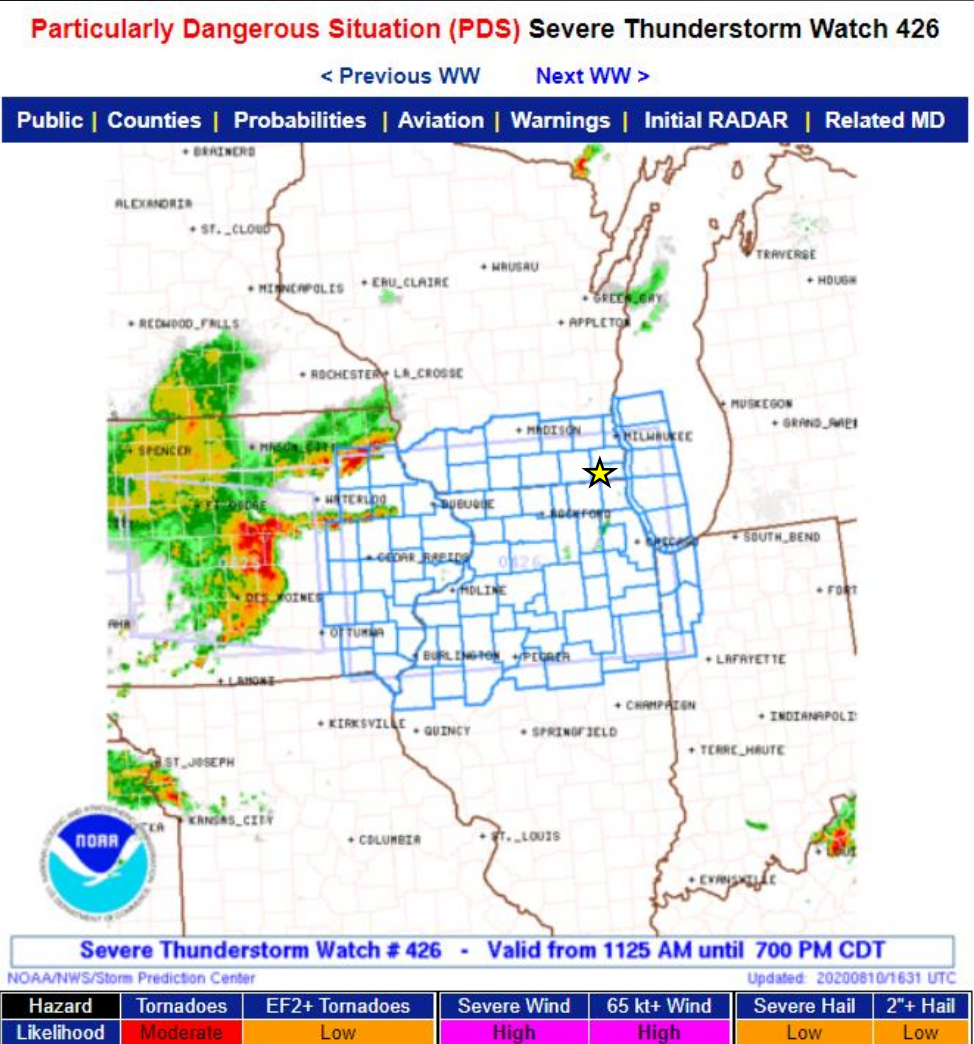 Particularly Dangerous Situation (PDS) Severe Thunderstorm Watch 426
< Previous WW Next WW >
Public | Counties | Probabilities | Aviation | Warnings | Initial RADAR | Related MD
BRAINERD
ALEXANDRIA
ST._CLOUD
TRAVERSE
WAUSAU
HOUGH
EAU_CLAIRE
MINNEAPOLIS
GREEN_BAY
APPLETON
REDWOOD_FALLS
ROCHESTER LA_CROSSE
MUSKEGON
GRAND_RAPI
MADISON
MILWAUKEE
MASON_CITY
SPENCER
WATERLOO
DUBUQUE
FT_DODGE
ROCKFORD
CHICAGO
SOUTH_BEND
CEDAR_RAPIDS
0426
MOLINE
FORT
DES_MOINES
AHA
OTTUMWA
BURLINGTON PEORIA
LAFAYETTE
LAMONI
CHAMPAIGN
INDIANAPOLIS
KIRKSVILLE
QUINCY SPRINGFIELD
TERRE_HAUTE
ST_JOSEPH
KANSAS_CITY
EKA
NOAA
COLUMBIA
ST._LOUIS
EVANSVILLE
Severe Thunderstorm Watch # 426 - Valid from 1125 AM until 700 PM CDT
NOAA/NWS/Storm Prediction Center Updated: 20200810/1631 UTC
Hazard Tornadoes EF2+ Tornadoes Severe Wind 65 kt+ Wind Severe Hail 2"+ Hail
Likelihood Moderate Low High High Low Low